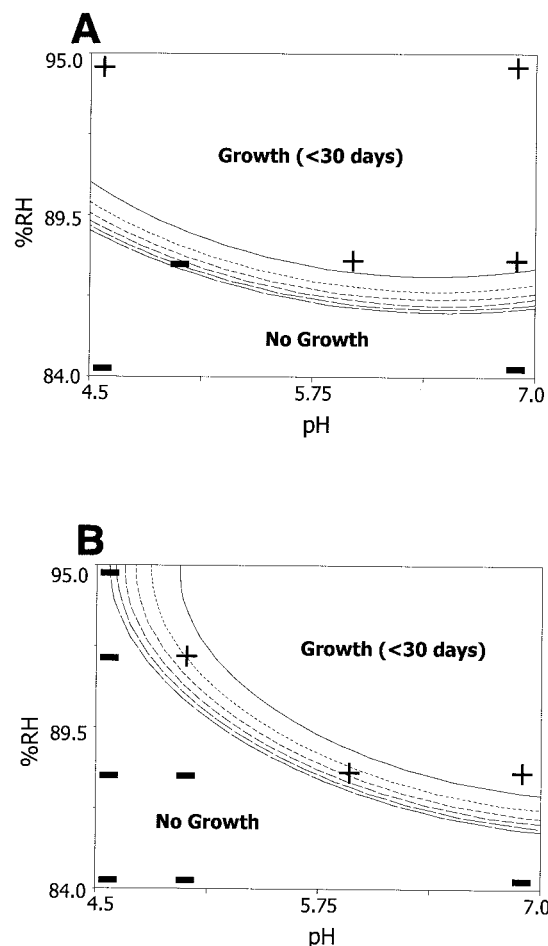 A
95.0
Growth (<30 days)
89.5
%RH
No Growth
84.0
4.5 5.75 7.0
pH
B
95.0
Growth (<30 days)
89.5
%RH
No Growth
84.0
4.5 5.75 7.0
pH